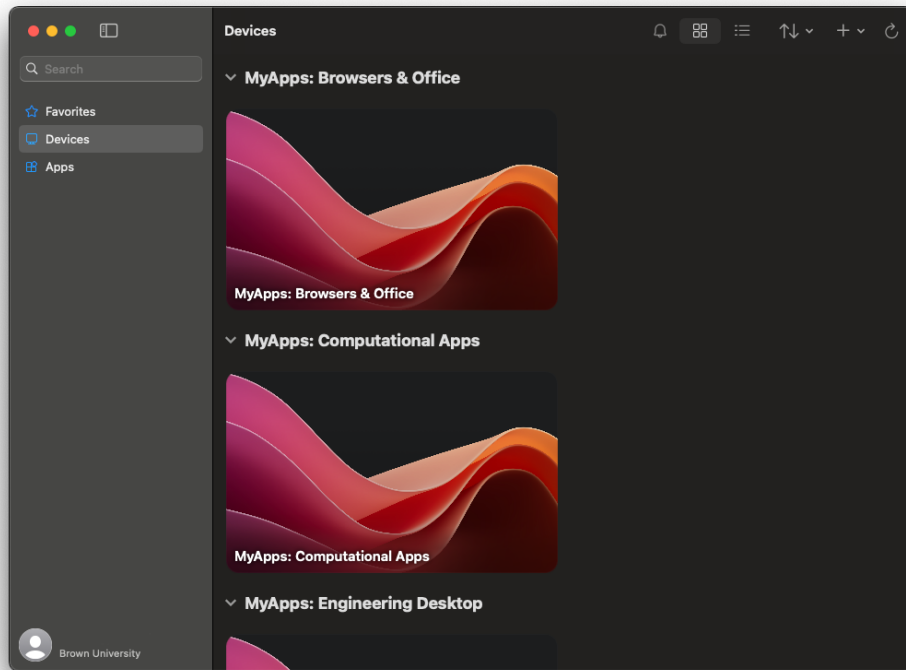 Devices
Search
Favorites
Devices
Apps
MyApps: Browsers & Office
MyApps: Browsers & Office
MyApps: Computational Apps
MyApps: Computational Apps
MyApps: Engineering Desktop
Brown University